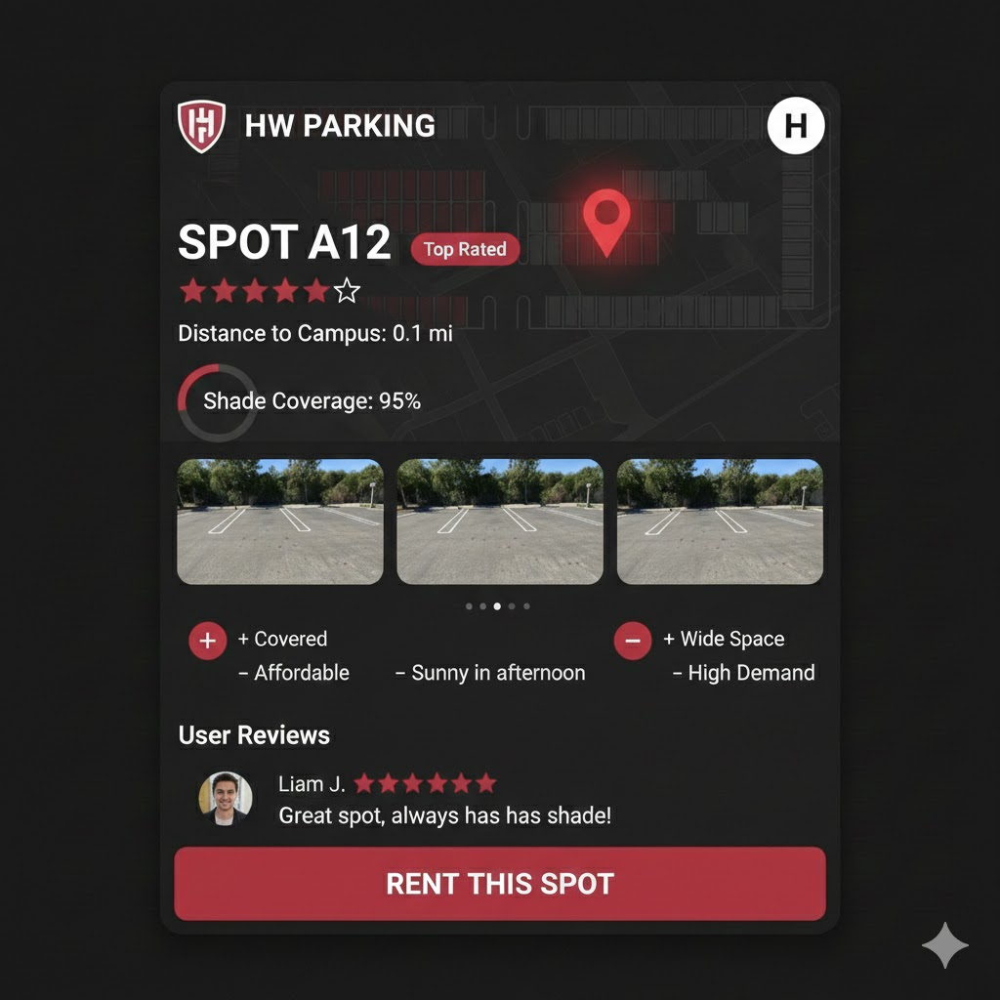 HW PARKING
H
SPOT A12
Top Rated
Distance to Campus: 0.1 mi
Shade Coverage: 95%
+ Covered
– Affordable
– Sunny in afternoon
+ Wide Space
– High Demand
User Reviews
Liam J.
Great spot, always has has shade!
RENT THIS SPOT